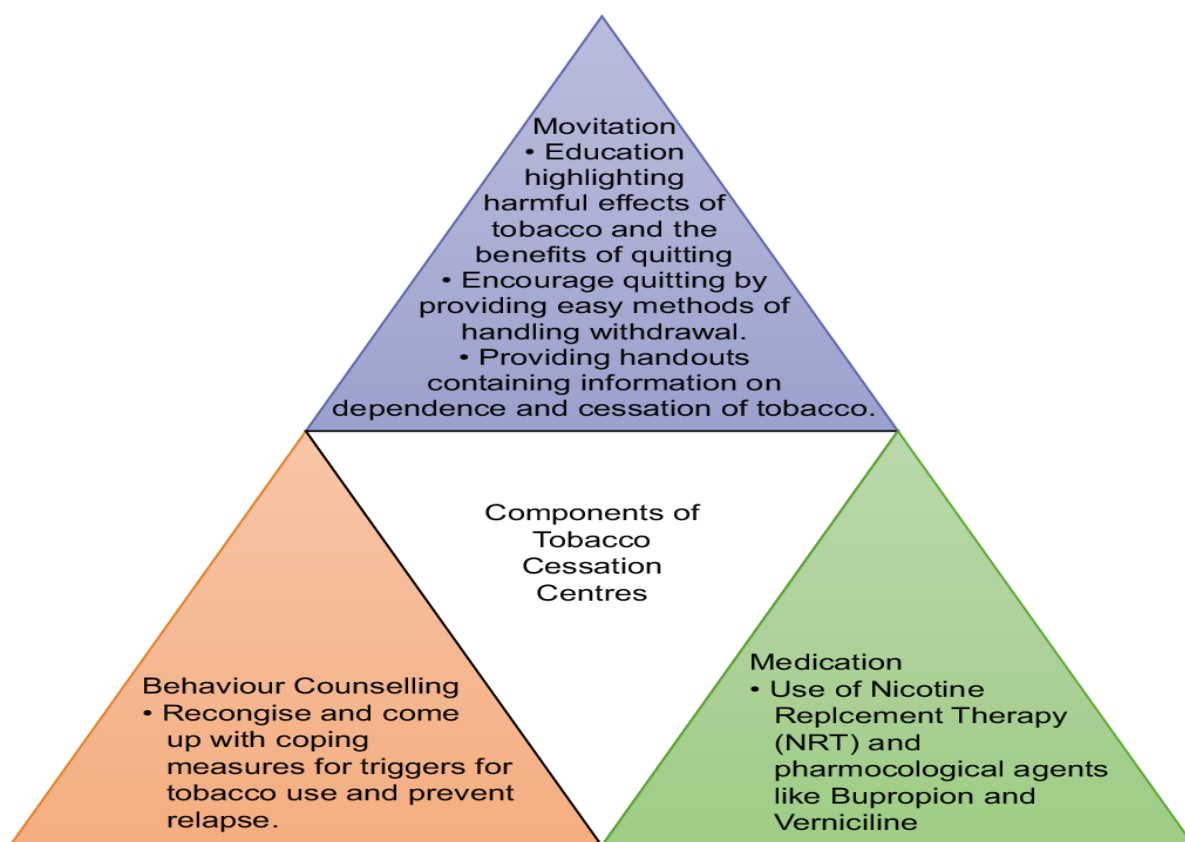 Movitation
• Education
highlighting
harmful effects of
tobacco and the
benefits of quitting
• Encourage quitting by
providing easy methods of
handling withdrawal.
• Providing handouts
containing information on
dependence and cessation of tobacco.
Components of
Tobacco
Cessation
Centres
Behaviour Counselling
• Recongise and come
up with coping
measures for triggers for
tobacco use and prevent
relapse.
Medication
• Use of Nicotine
Replcement Therapy
(NRT) and
pharmocological agents
like Bupropion and
Verniciline